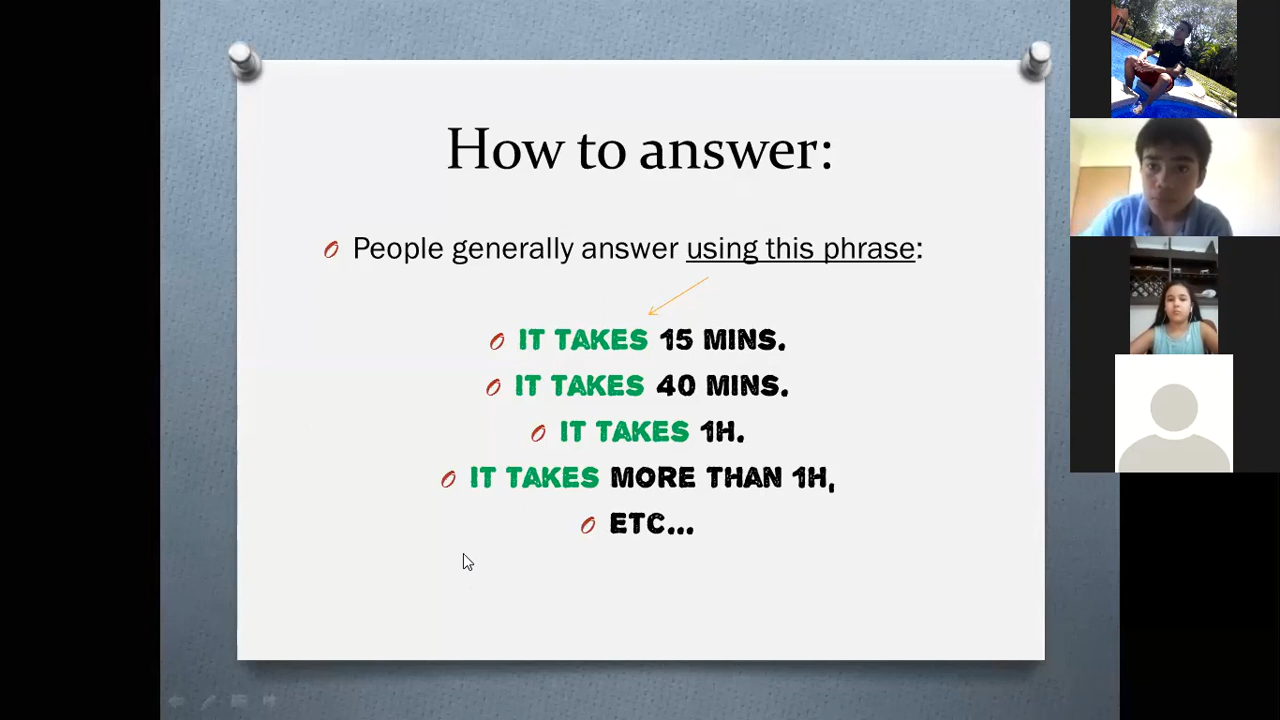 How to answer:
People generally answer using this phrase:
IT TAKES 15 MINS.
IT TAKES 40 MINS.
IT TAKES 1H.
IT TAKES MORE THAN 1H,
ETC...